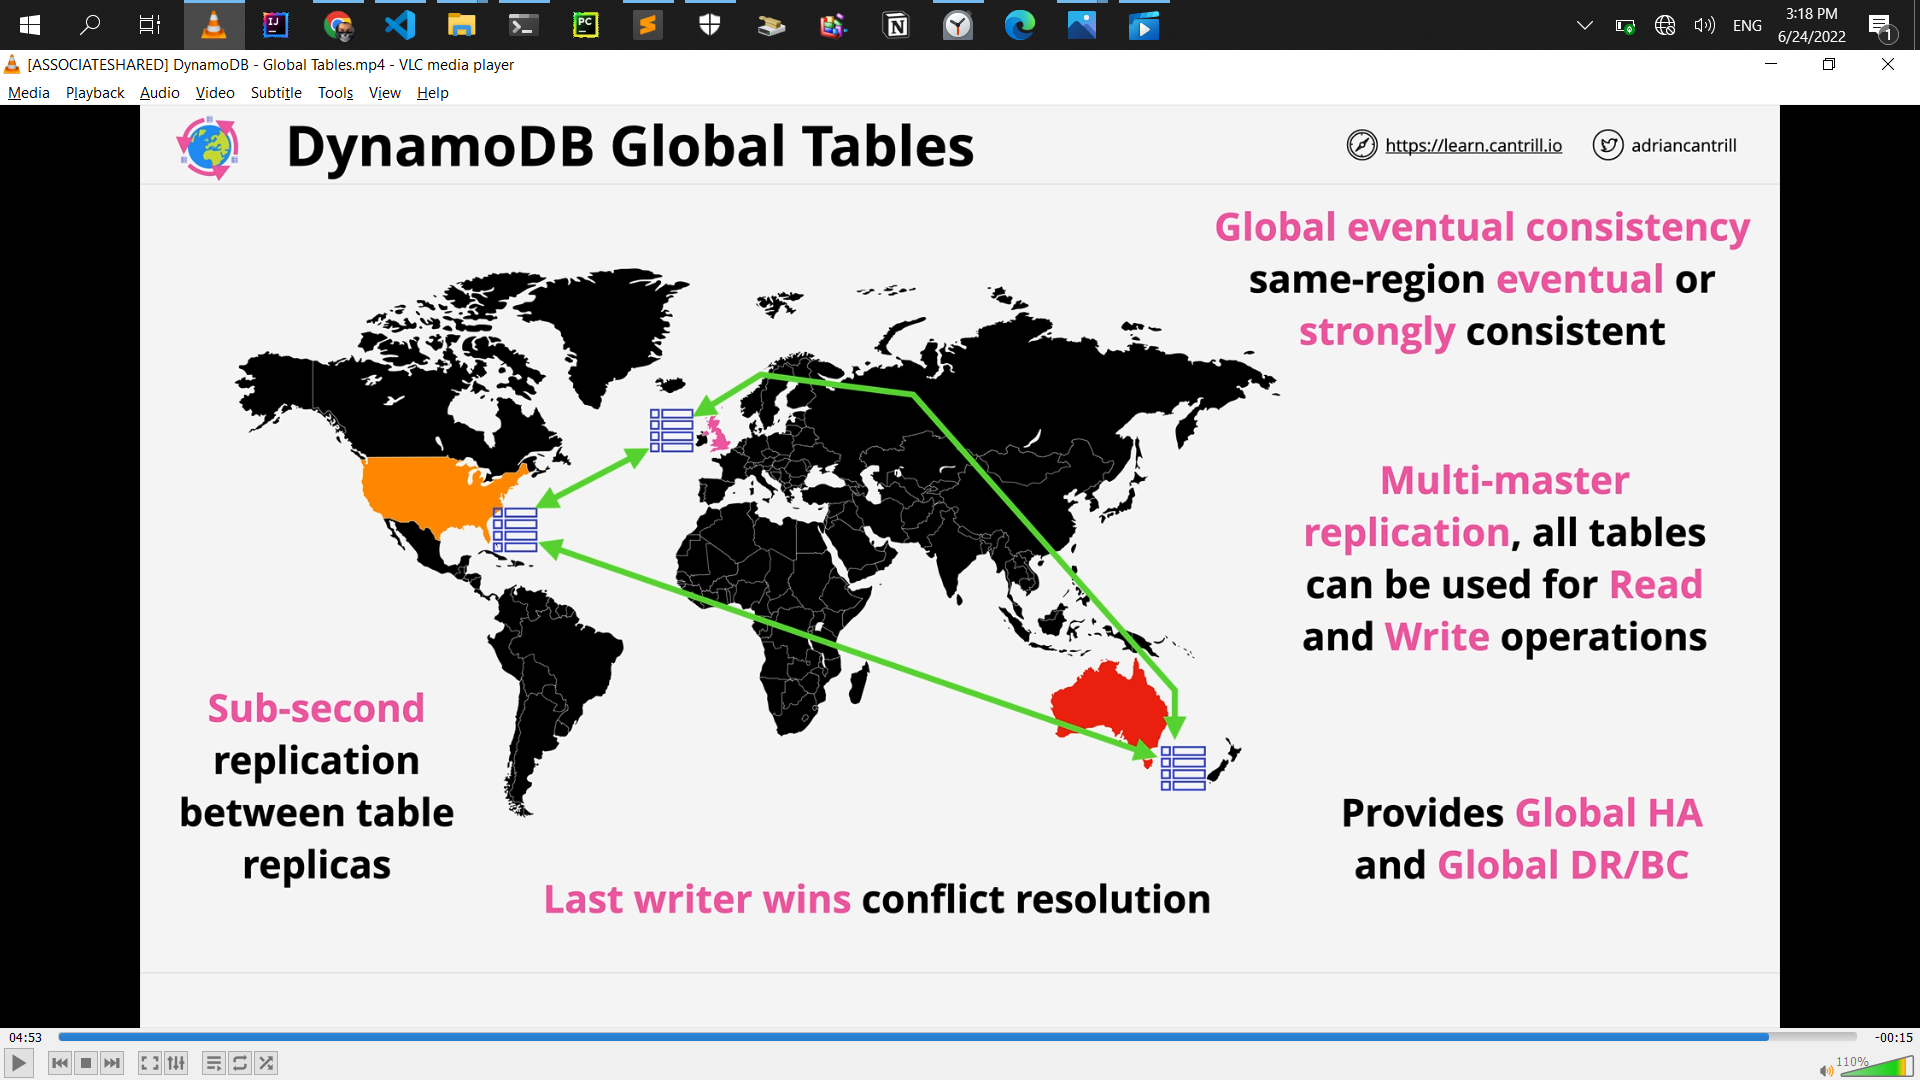 ENG
3:18 PM
6/24/2022
1
[ASSOCIATESHARED] DynamoDB - Global Tables.mp4 - VLC media player
Media Playback Audio Video Subtitle Tools View Help
DynamoDB Global Tables
https://learn.cantrill.io adriancantrill
Global eventual consistency
same-region eventual or
strongly consistent
Multi-master
replication, all tables
can be used for Read
and Write operations
Sub-second
replication
between table
replicas
Provides Global HA
and Global DR/BC
Last writer wins conflict resolution
04:53
-00:15
110%